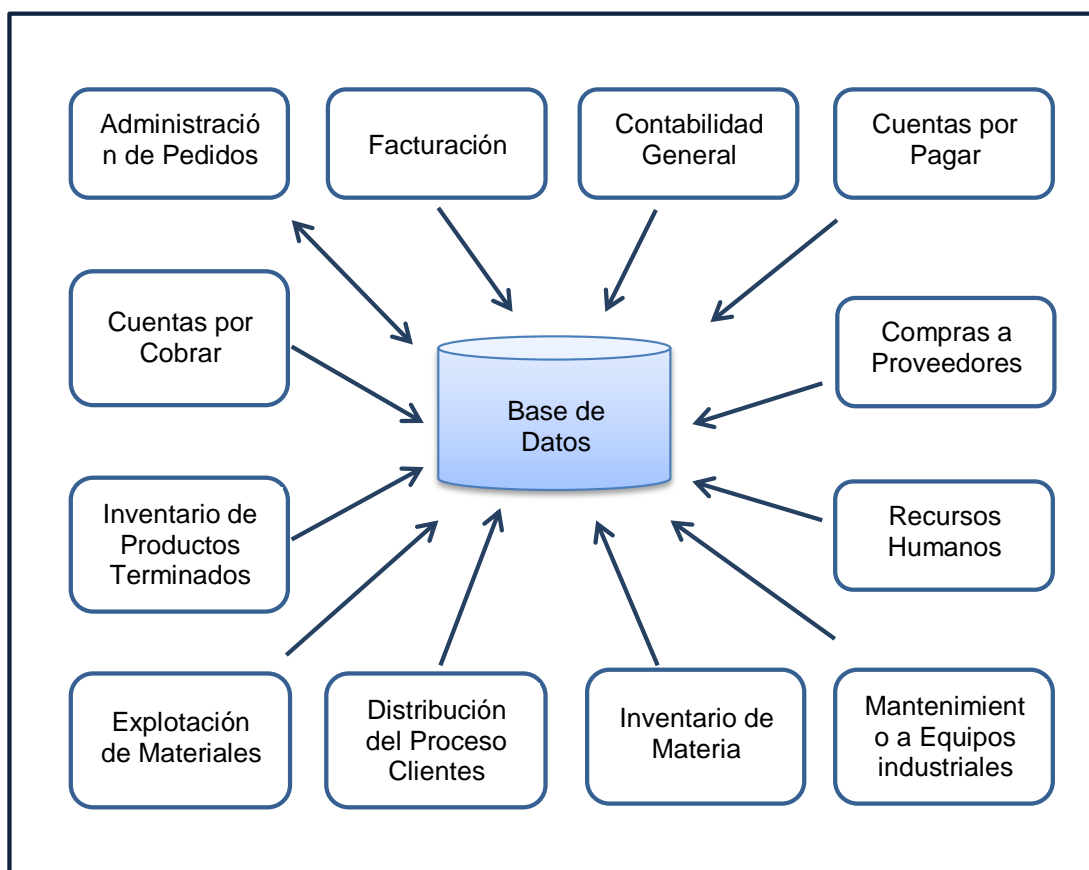 Administració
n de Pedidos
Facturación
Contabilidad
General
Cuentas por
Pagar
Cuentas por
Cobrar
Compras a
Proveedores
Base de
Datos
Inventario de
Productos
Terminados
Recursos
Humanos
Explotación
de Materiales
Distribución
del Proceso
Clientes
Inventario de
Materia
Mantenimient
o a Equipos
industriales